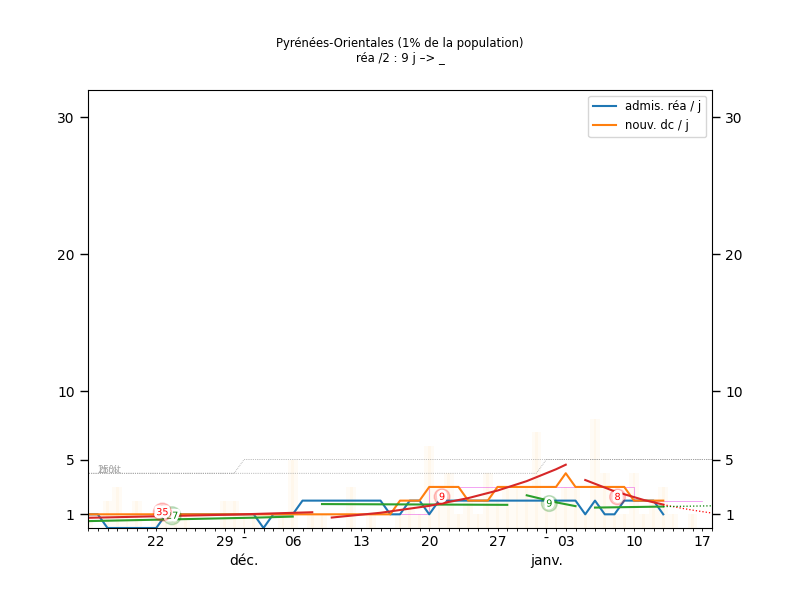 Pyrénées-Orientales (1% de la population)
réa /2 : 9 j –> _
admis. réa / j
nouv. dc / j
30 30
20 20
10 10
5 5
1 1
35 7 9 9 8
22 29 - 06 13 20 27 - 03 10 17
déc. janv.